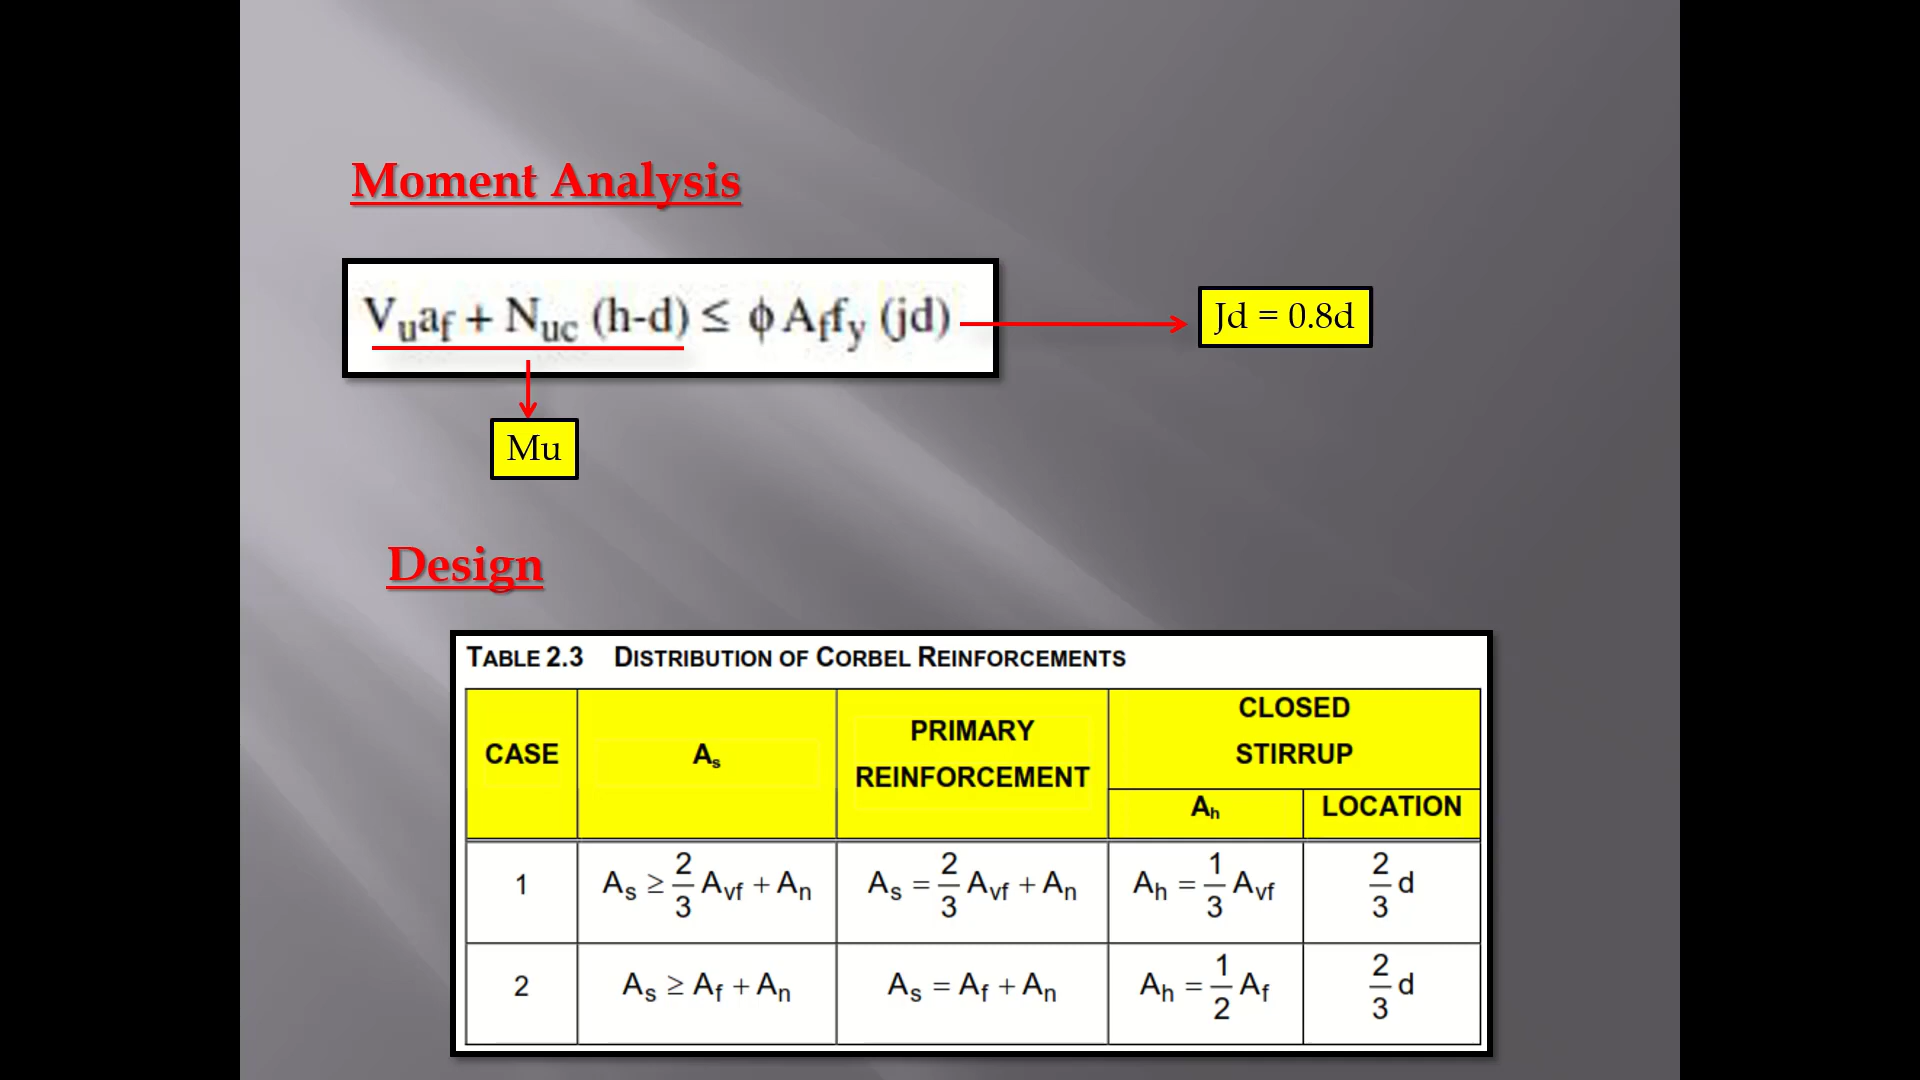 Moment Analysis
Vuaf + Nuc (h-d) ≤ ϕ Affy (jd)
Jd = 0.8d
Mu
Design
TABLE 2.3 DISTRIBUTION OF CORBEL REINFORCEMENTS
CASE
As
PRIMARY
REINFORCEMENT
CLOSED
STIRRUP
Ah
LOCATION
1
As ≥ 2/3 Avf + An
As = 2/3 Avf + An
Ah = 1/3 Avf
2/3 d
2
As ≥ Af + An
As = Af + An
Ah = 1/2 Af
2/3 d